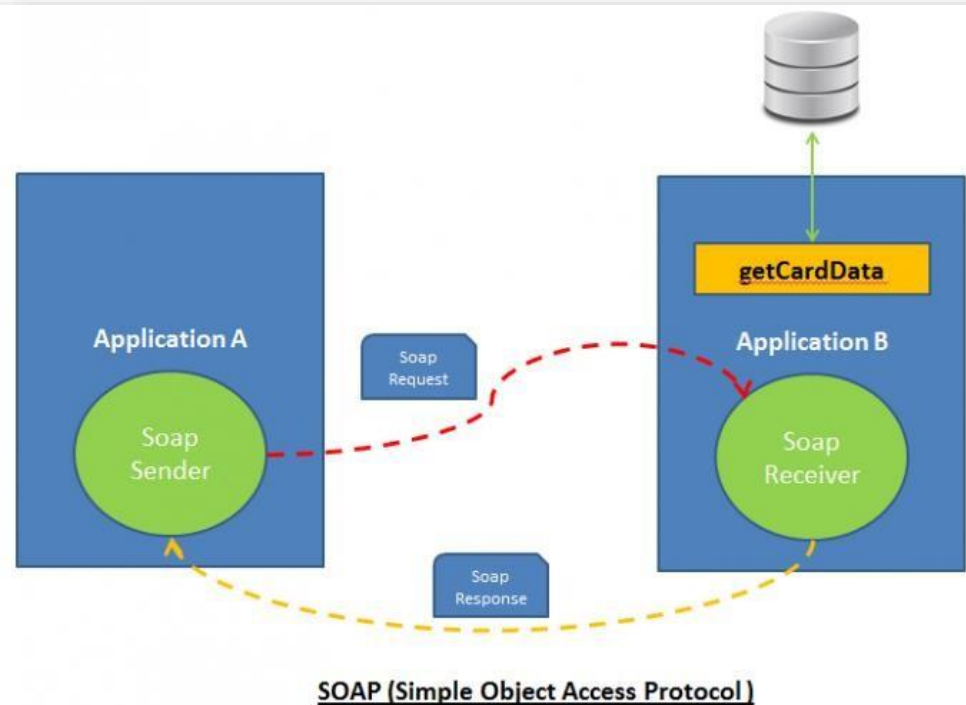 getCardData
Application A
Application B
Soap
Request
Soap
Sender
Soap
Receiver
Soap
Response
SOAP (Simple Object Access Protocol )